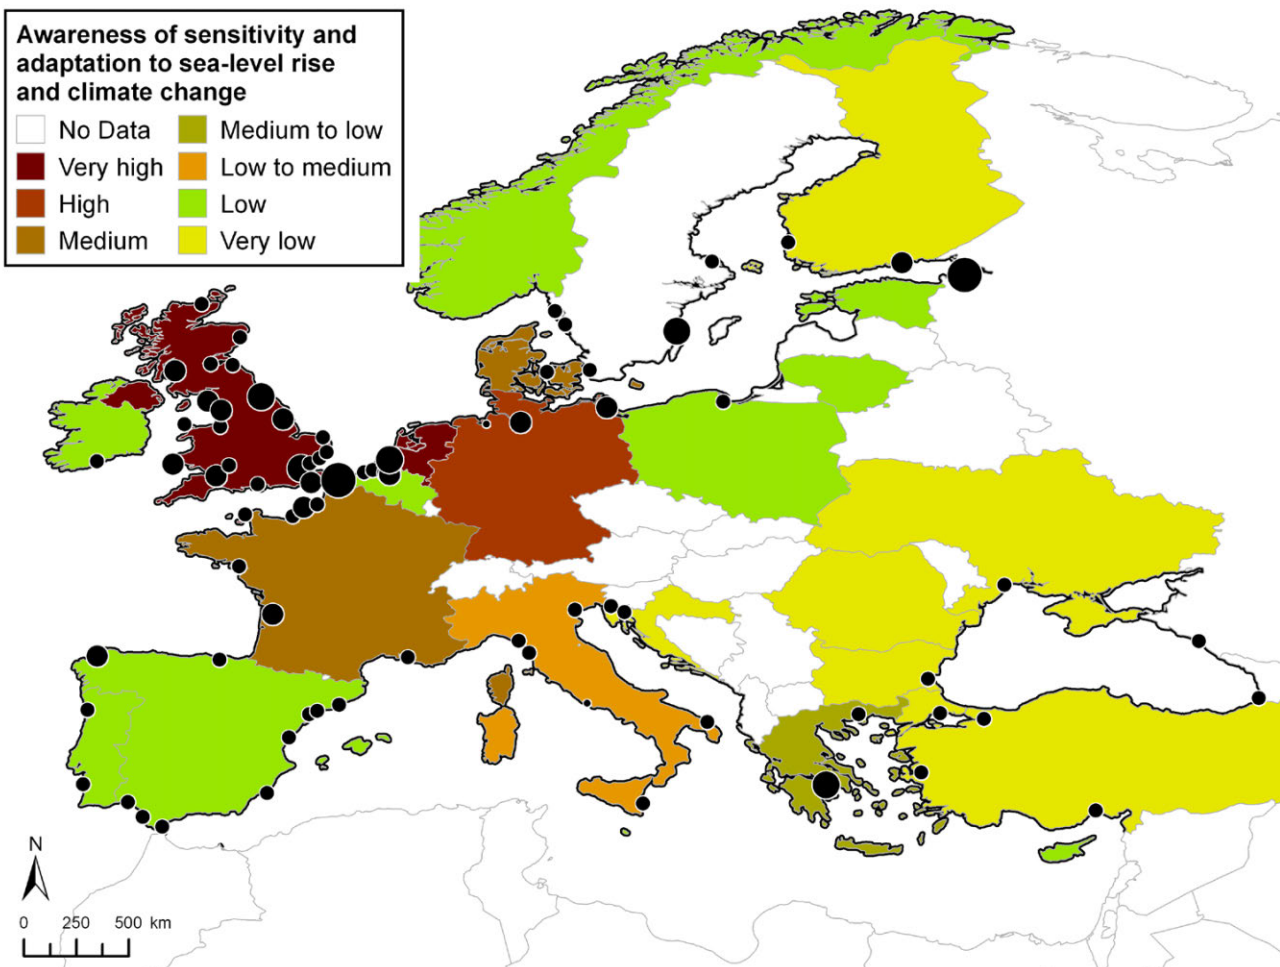 Awareness of sensitivity and
adaptation to sea-level rise
and climate change
No Data
Medium to low
Very high
Low to medium
High
Low
Medium
Very low
N
0 250 500 km